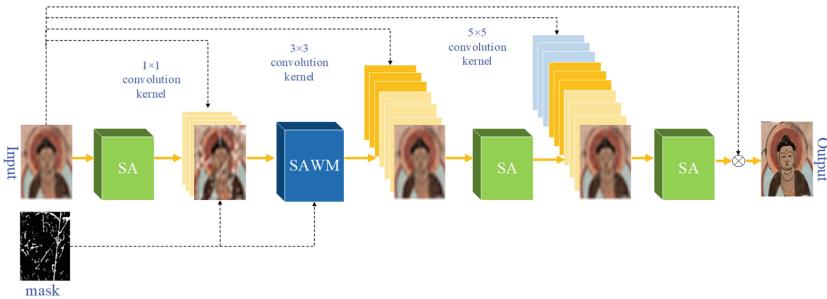 1×1
convolution
kernel
3×3
convolution
kernel
5×5
convolution
kernel
Input
SA
SAWM
SA
SA
Output
mask